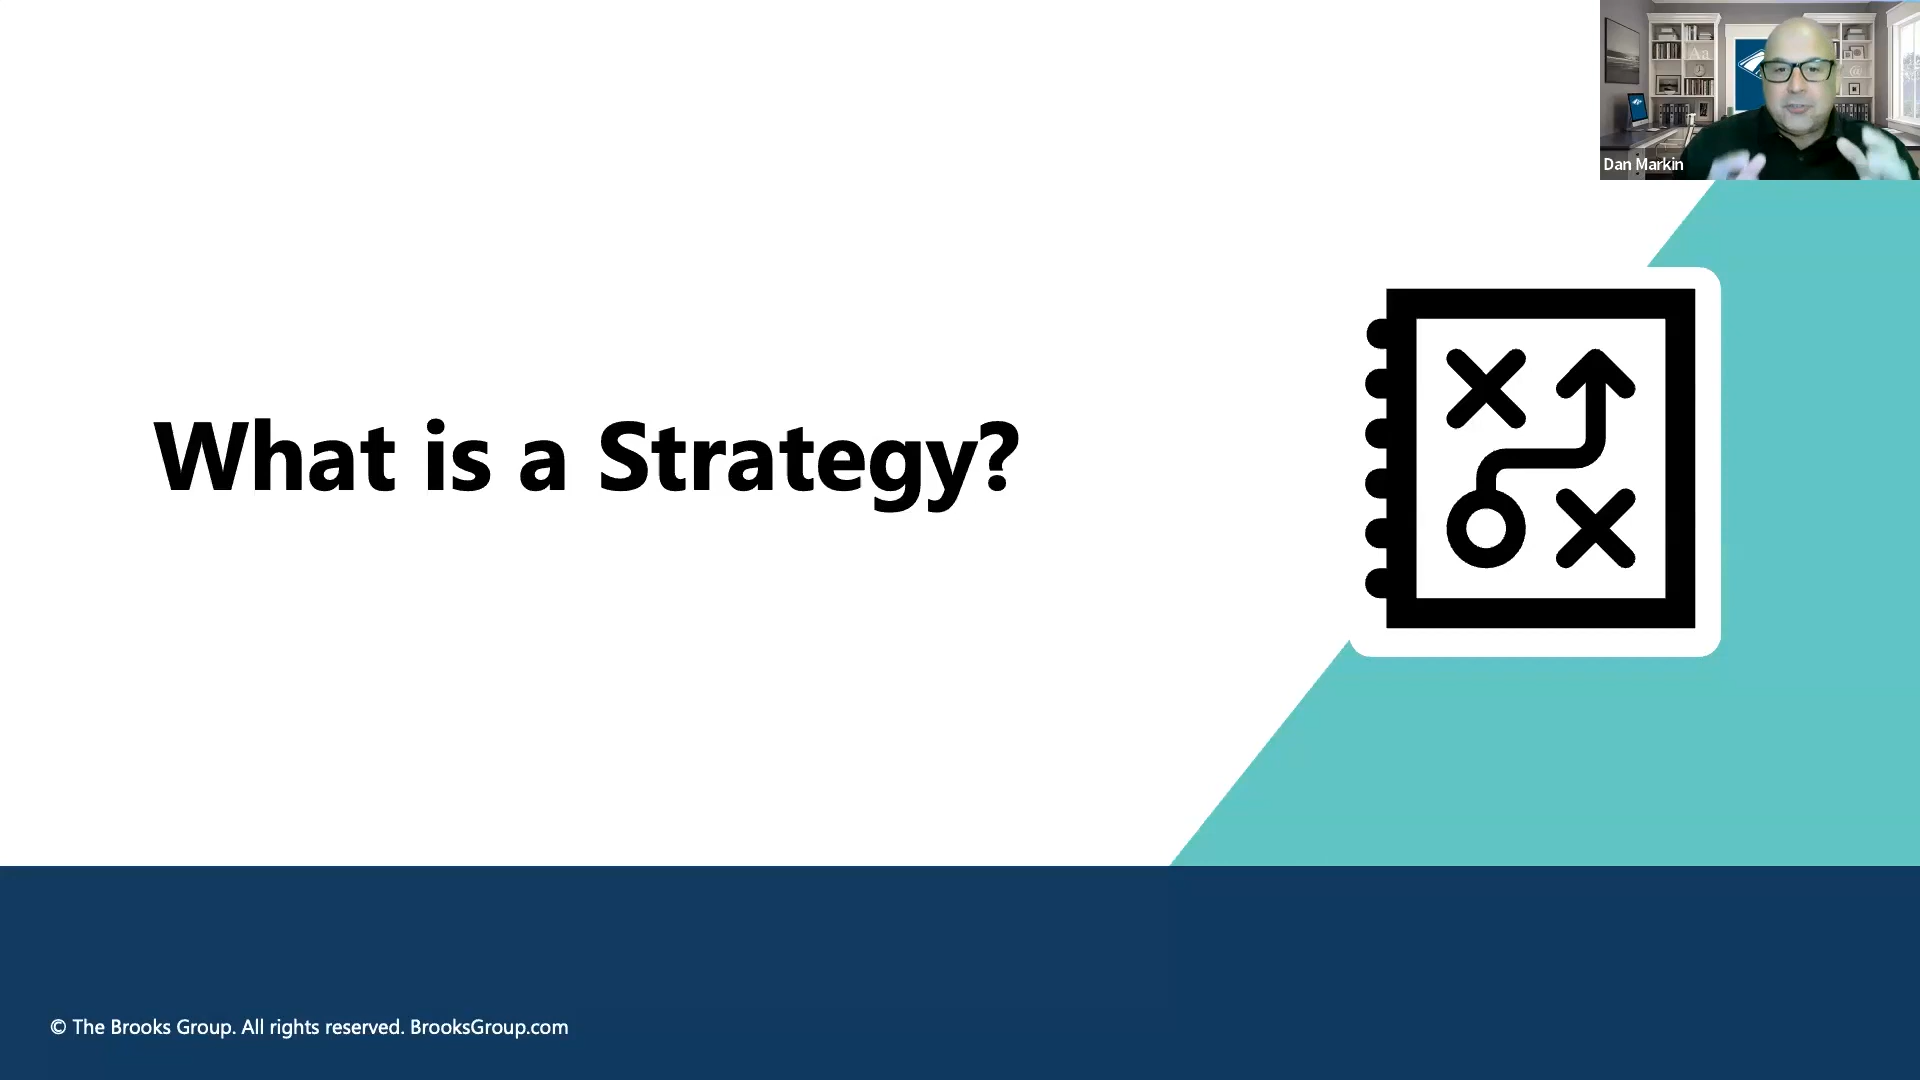 Dan Markin
What is a Strategy?
© The Brooks Group. All rights reserved. BrooksGroup.com